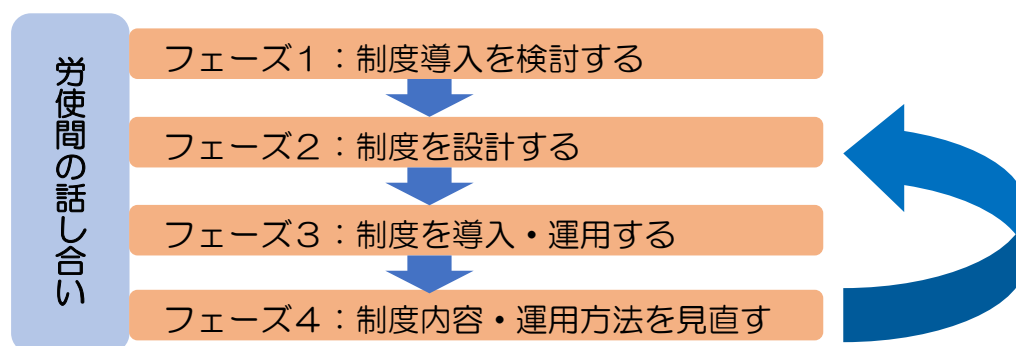 労使間の話し合い
フェーズ１：制度導入を検討する
フェーズ２：制度を設計する
フェーズ３：制度を導入・運用する
フェーズ４：制度内容・運用方法を見直す